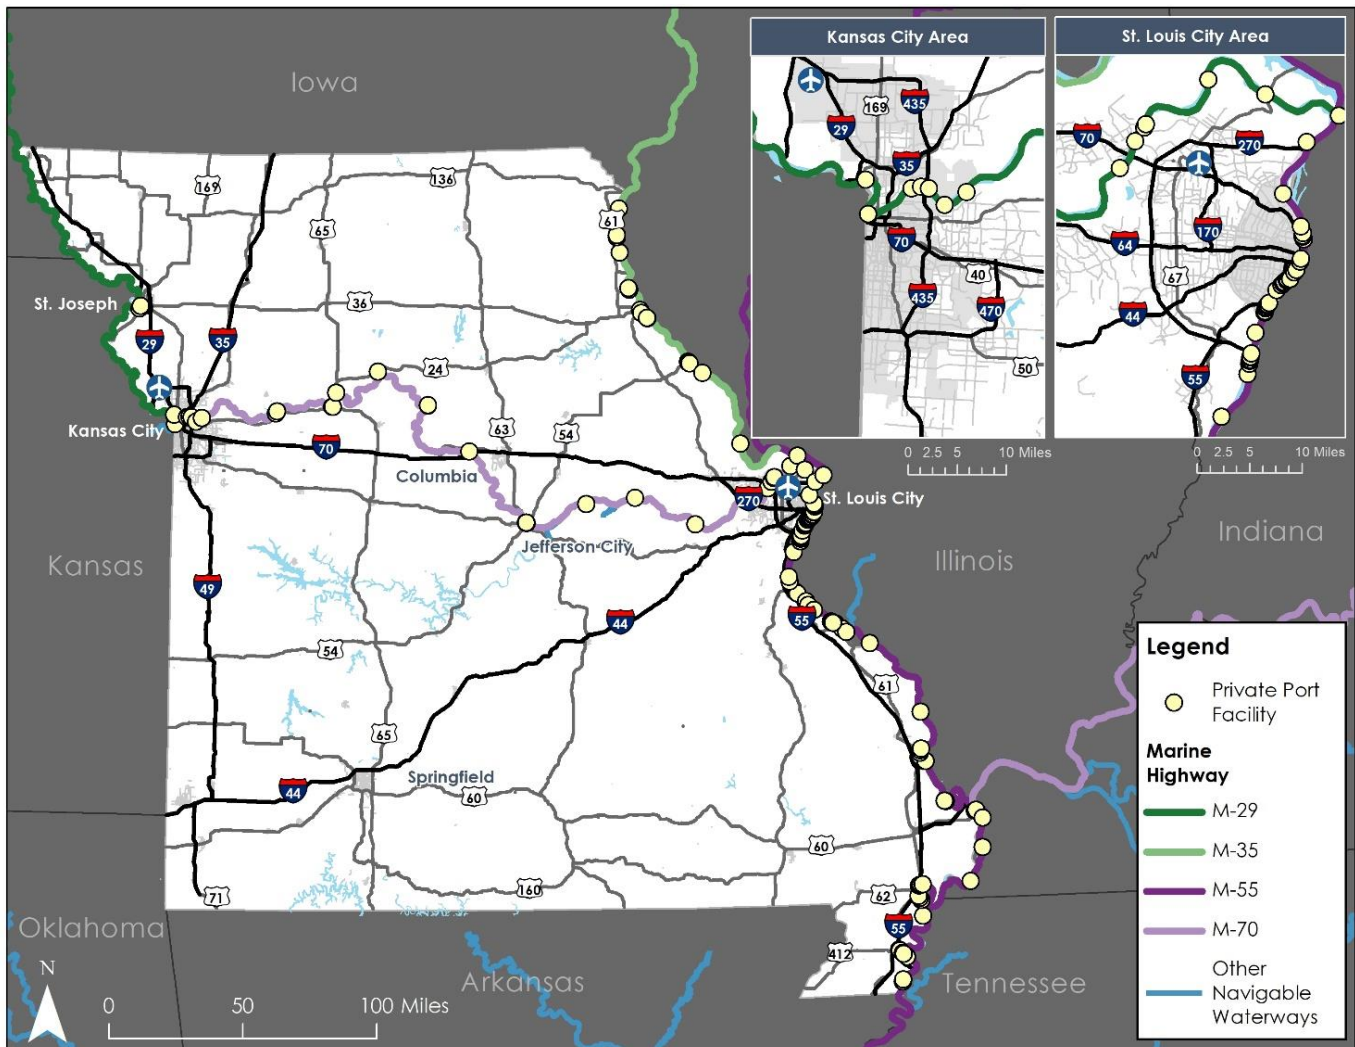 Iowa
Kansas City Area
St. Louis City Area
169
435
29
35
70
40
435
470
50
0 2.5 5 10 Miles
70
270
64
170
67
44
55
0 2.5 5 10 Miles
169
136
61
65
36
St. Joseph
29
35
24
Kansas City
63
54
70
Columbia
270
St. Louis City
Jefferson City
Kansas
Illinois
Indiana
49
44
55
54
61
65
Springfield
44
60
60
71
160
62
55
412
Oklahoma
Arkansas
Tennessee
N
0 50 100 Miles
Legend
Private Port
Facility
Marine
Highway
M-29
M-35
M-55
M-70
Other
Navigable
Waterways